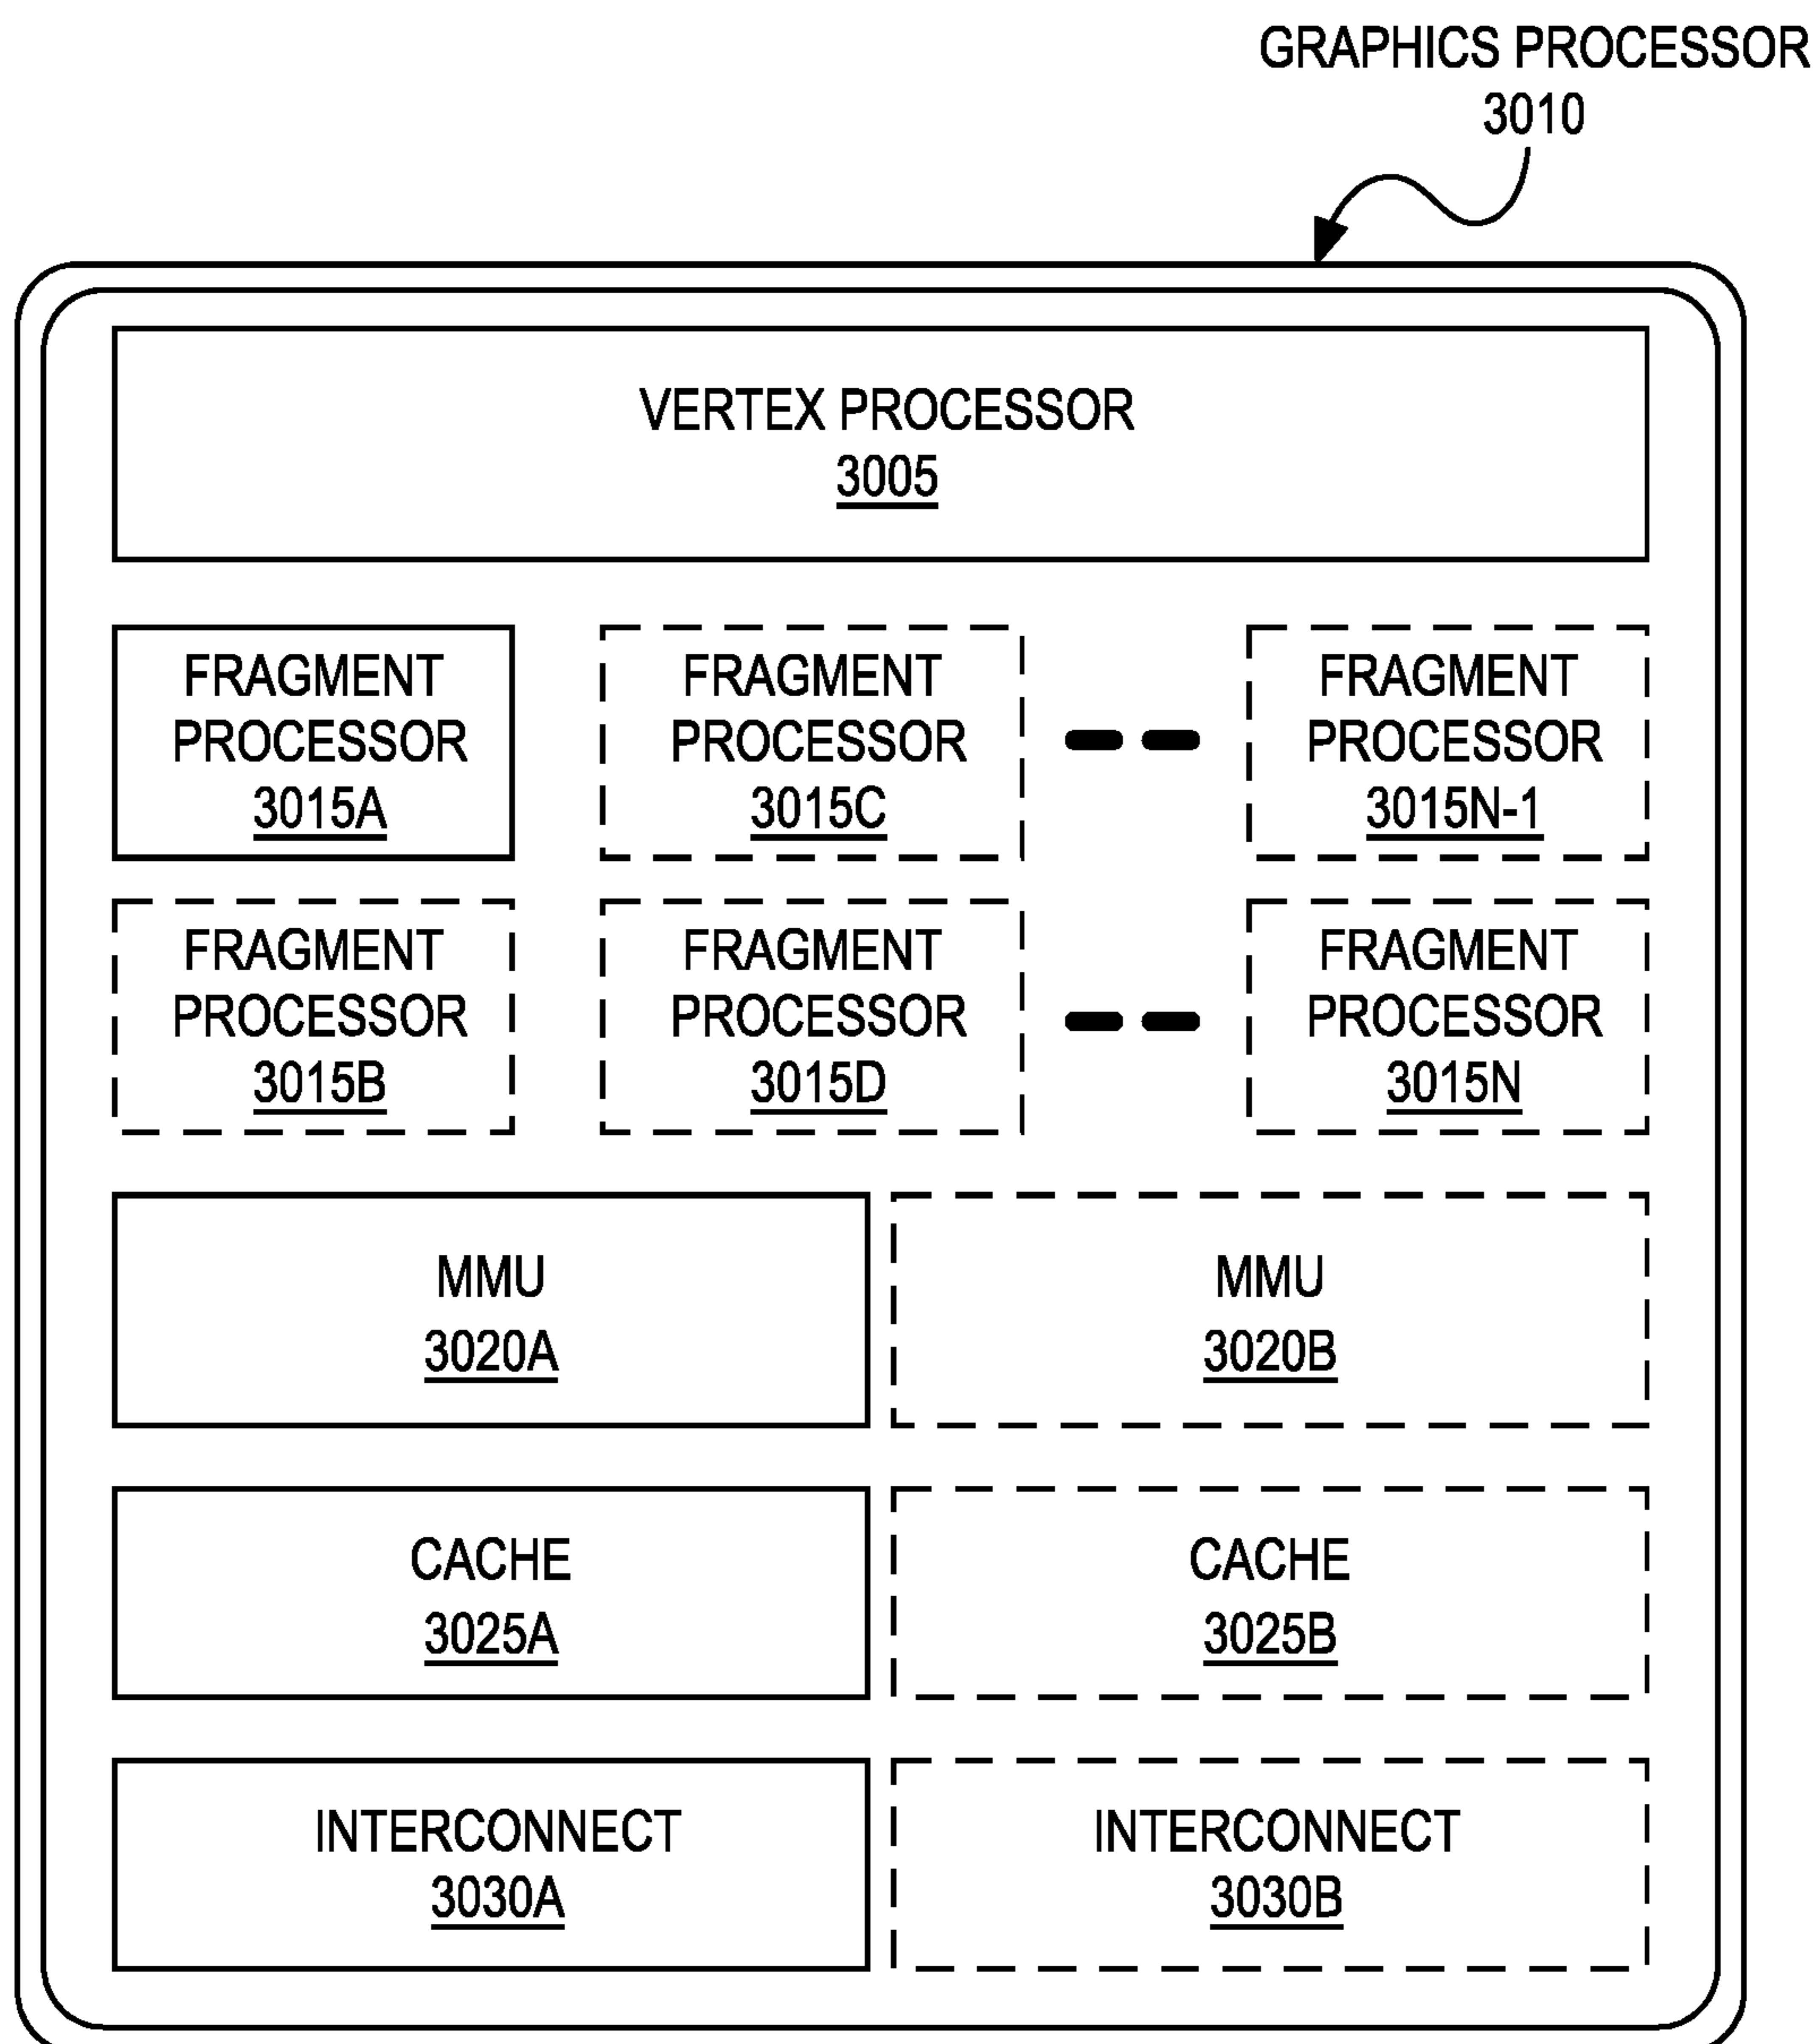 GRAPHICS PROCESSOR
3010
VERTEX PROCESSOR
3005
FRAGMENT
PROCESSOR
3015A
FRAGMENT
PROCESSOR
3015C
FRAGMENT
PROCESSOR
3015N-1
FRAGMENT
PROCESSOR
3015B
FRAGMENT
PROCESSOR
3015D
FRAGMENT
PROCESSOR
3015N
MMU
3020A
MMU
3020B
CACHE
3025A
CACHE
3025B
INTERCONNECT
3030A
INTERCONNECT
3030B